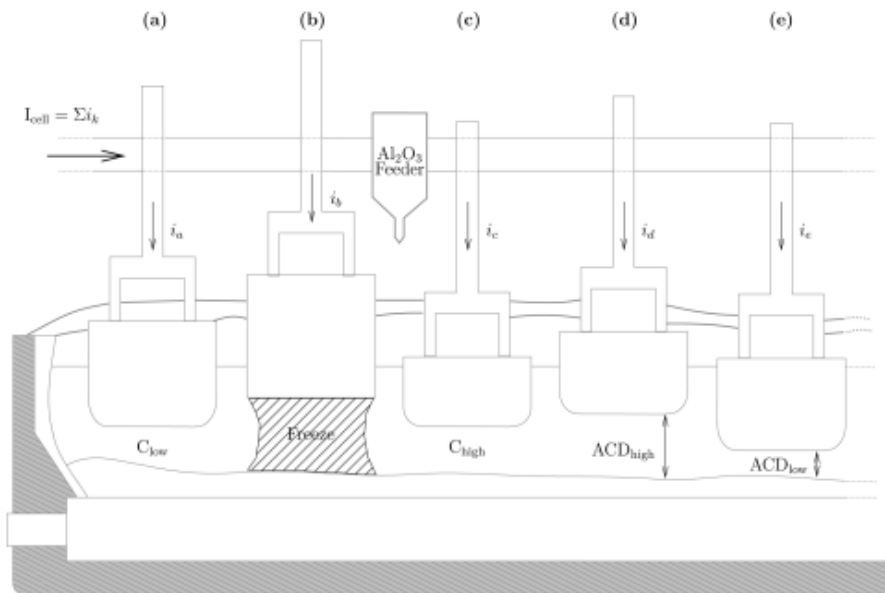 (a) (b) (c) (d) (e)
I_cell = Σi_k
Al₂O₃
Feeder
i_a
i_b
i_c
i_d
i_e
Freeze
C_low
C_high
ACD_high
ACD_low